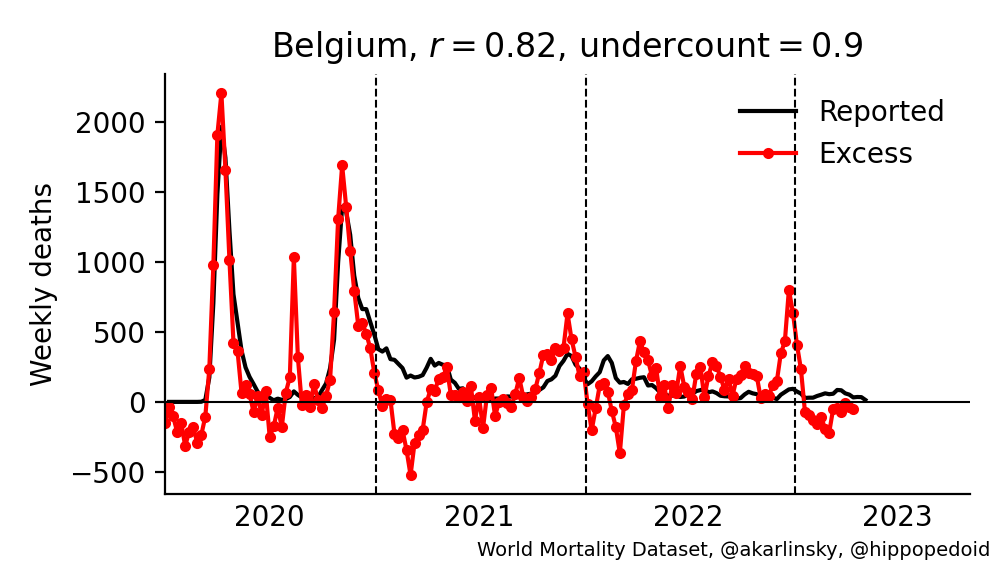 Belgium, r = 0.82, undercount = 0.9
Weekly deaths
2000
1500
1000
500
0
−500
Reported
Excess
2020
2021
2022
2023
World Mortality Dataset, @akarlinsky, @hippopedoid